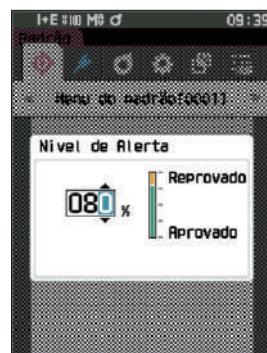 I+E M 09:39
Padrão
Menu do padrão[0001]
Nível de Alerta
080 %
Reprovado
Aprovado